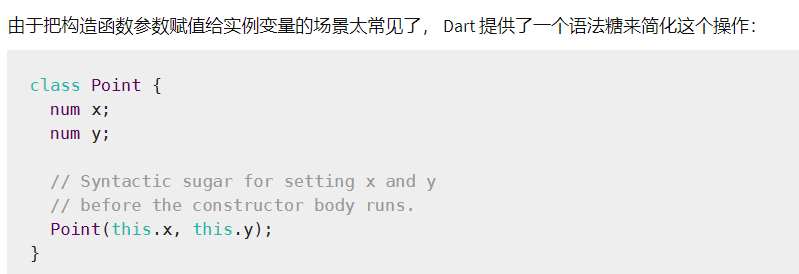 由于把构造函数参数赋值给实例变量的场景太常见了， Dart 提供了一个语法糖来简化这个操作：
class Point {
  num x;
  num y;

  // Syntactic sugar for setting x and y
  // before the constructor body runs.
  Point(this.x, this.y);
}